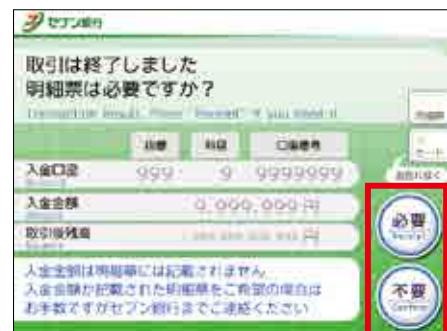 セブン銀行
取引は終了しました
明細票は必要ですか？
店番 科目 口座番号
入金口座 999 9 9999999
入金金額 9,999,999円
取引後残高 円
入金金額は明細票には記載されません
入金金額が記載された明細票をご希望の場合は
お手数ですがセブン銀行までご連絡ください
必要
Receipt
不要
Confirm